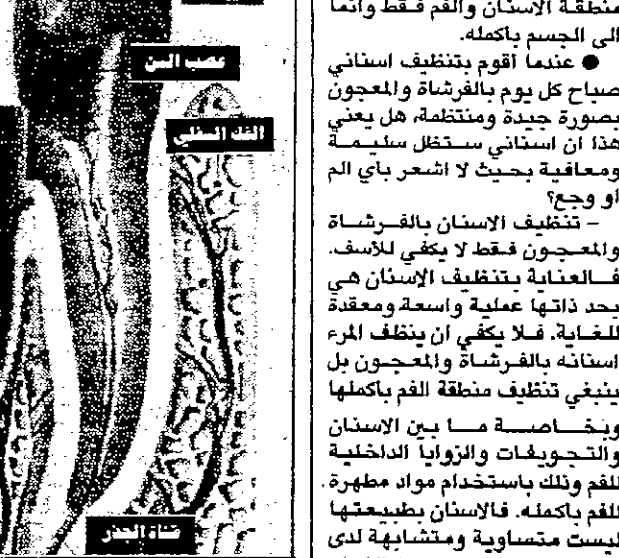 منطقة الاسنان والفم فقط وانما
الى الجسم باكمله.
● عندما أقوم بتنظيف اسناني
صباح كل يوم بالفرشاة والمعجون
بصورة جيدة ومنتظمة، هل يعني
هذا ان اسناني ستظل سليمة
ومعافية بحيث لا اشعر بأي الم
أو وجع؟
– تنظيف الاسنان بالفرشاة
والمعجون فقط لا يكفي للأسف.
فالعناية بتنظيف الاسنان هي
بحد ذاتها عملية واسعة ومعقدة
للغاية. فلا يكفي ان ينظف المرء
اسنانه بالفرشاة والمعجون بل
ينبغي تنظيف منطقة الفم باكملها
وبخاصة ما بين الاسنان
والتجويفات والزوايا الداخلية
للفم وذلك باستخدام مواد مطهرة
للفم باكمله. فالاسنان بطبيعتها
ليست متساوية ومتشابهة لدى
عصب السن
الفك السفلي
قناة الجذر